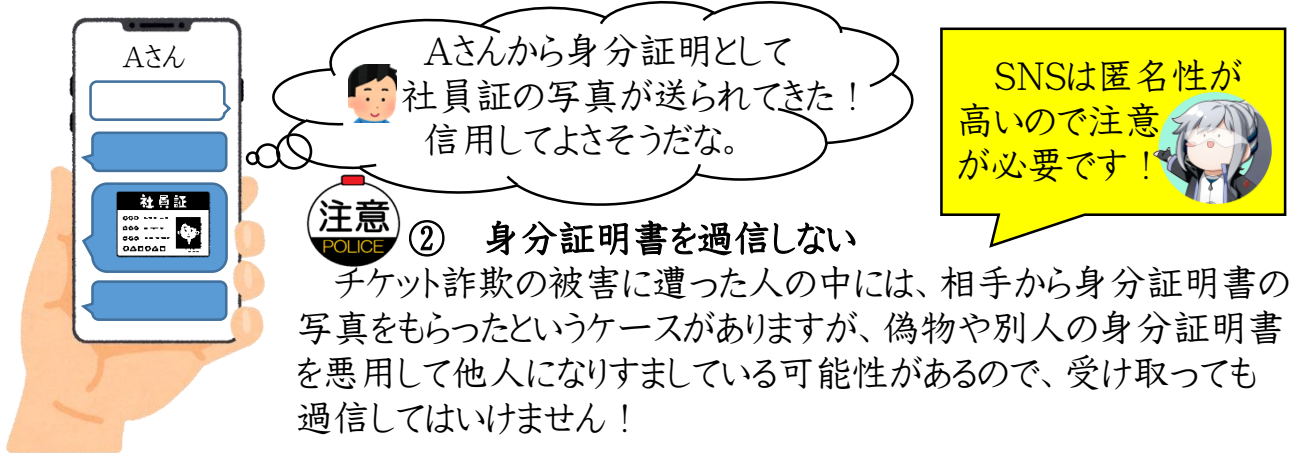 Aさん
社員証
Aさんから身分証明として
社員証の写真が送られてきた！
信用してよさそうだな。
SNSは匿名性が
高いので注意
が必要です！
注意
POLICE
② 身分証明書を過信しない
チケット詐欺の被害に遭った人の中には、相手から身分証明書の
写真をもらったというケースがありますが、偽物や別人の身分証明書
を悪用して他人になりすましている可能性があるので、受け取っても
過信してはいけません！